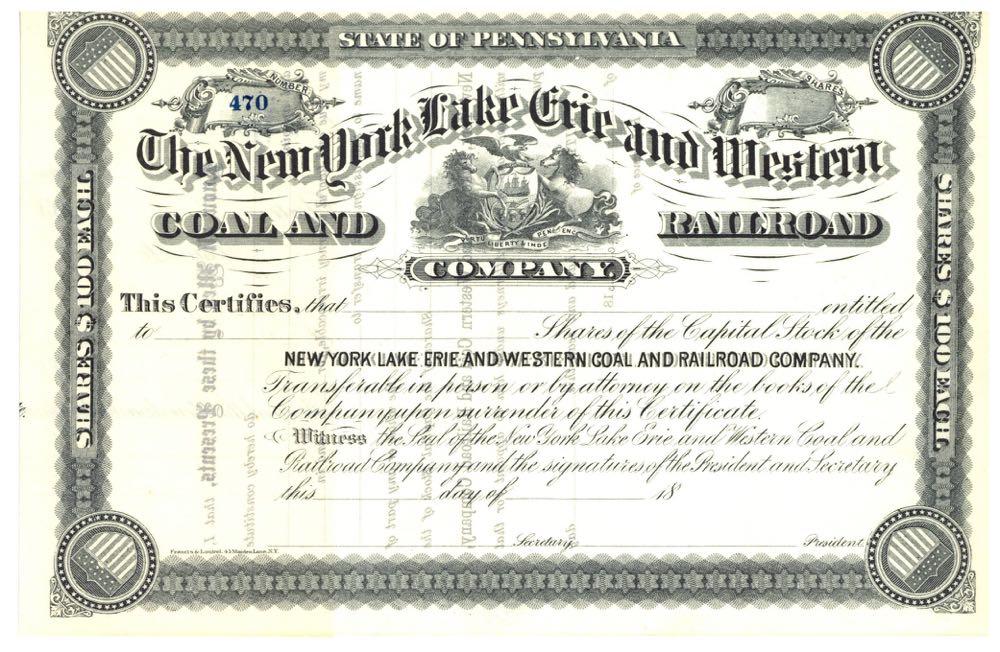 STATE OF PENNSYLVANIA
NUMBER
470
SHARES
The New York Lake Erie and Western
COAL AND RAILROAD
COMPANY.
SHARES $100 EACH.
SHARES $100 EACH.
This Certifies, that entitled
to Shares of the Capital Stock of the
NEW YORK LAKE ERIE AND WESTERN COAL AND RAILROAD COMPANY.
Transferable in person or by attorney on the books of the
Company upon surrender of this Certificate.
Witness the Seal of the New York Lake Erie and Western Coal and
Railroad Company and the signatures of the President and Secretary
this day of 18
Secretary. President.
45 Maiden Lane, N.Y.